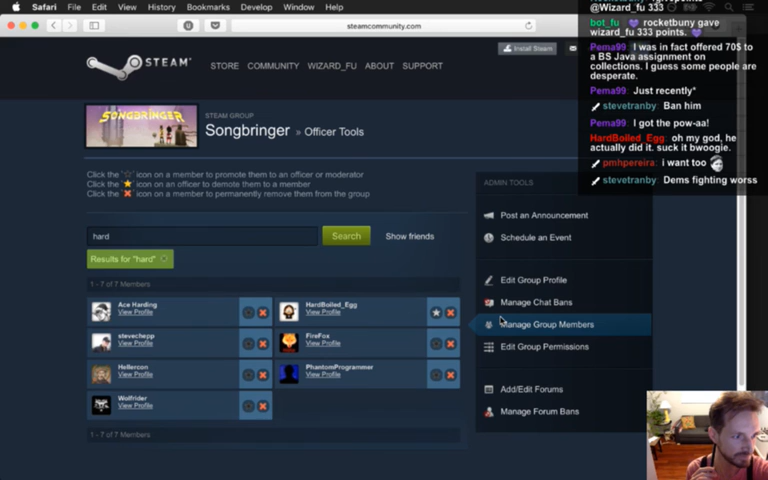 Safari File Edit View History Bookmarks Develop Window Help
steamcommunity.com
@Wizard_fu 333
bot_fu 💜 rocketbuny gave
wizard_fu 333 points. 💜
Pema99: I was in fact offered 70$ to
a BS Java assignment on
collections. I guess some people are
desperate.
Pema99: Just recently*
stevetranby: Ban him
Pema99: I got the pow-aa!
HardBoiled_Egg: oh my god, he
actually did it. suck it bwoogie.
pmhpereira: i want too
stevetranby: Dems fighting worss
Install Steam
STEAM
STORE COMMUNITY WIZARD_FU ABOUT SUPPORT
SONGBRINGER
STEAM GROUP
Songbringer » Officer Tools
Click the ☆ icon on a member to promote them to an officer or moderator
Click the ★ icon on an officer to demote them to a member
Click the ✖ icon on a member to permanently remove them from the group
hard
Search
Show friends
Results for "hard"
1 - 7 of 7 Members
Ace Harding
View Profile
HardBoiled_Egg
View Profile
stevechepp
View Profile
FireFox
View Profile
Hellercon
View Profile
PhantomProgrammer
View Profile
Wolfrider
View Profile
1 - 7 of 7 Members
ADMIN TOOLS
Post an Announcement
Schedule an Event
Edit Group Profile
Manage Chat Bans
Manage Group Members
Edit Group Permissions
Add/Edit Forums
Manage Forum Bans